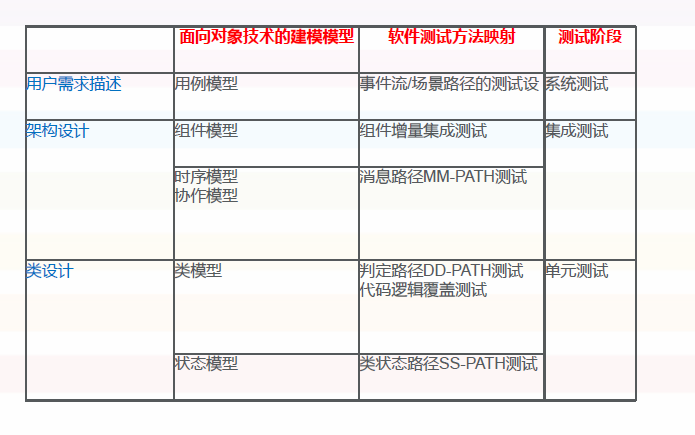 面向对象技术的建模模型 软件测试方法映射 测试阶段
用户需求描述 用例模型 事件流/场景路径的测试设 系统测试
架构设计 组件模型 组件增量集成测试 集成测试
时序模型 消息路径MM-PATH测试
协作模型
类设计 类模型 判定路径DD-PATH测试 单元测试
代码逻辑覆盖测试
状态模型 类状态路径SS-PATH测试